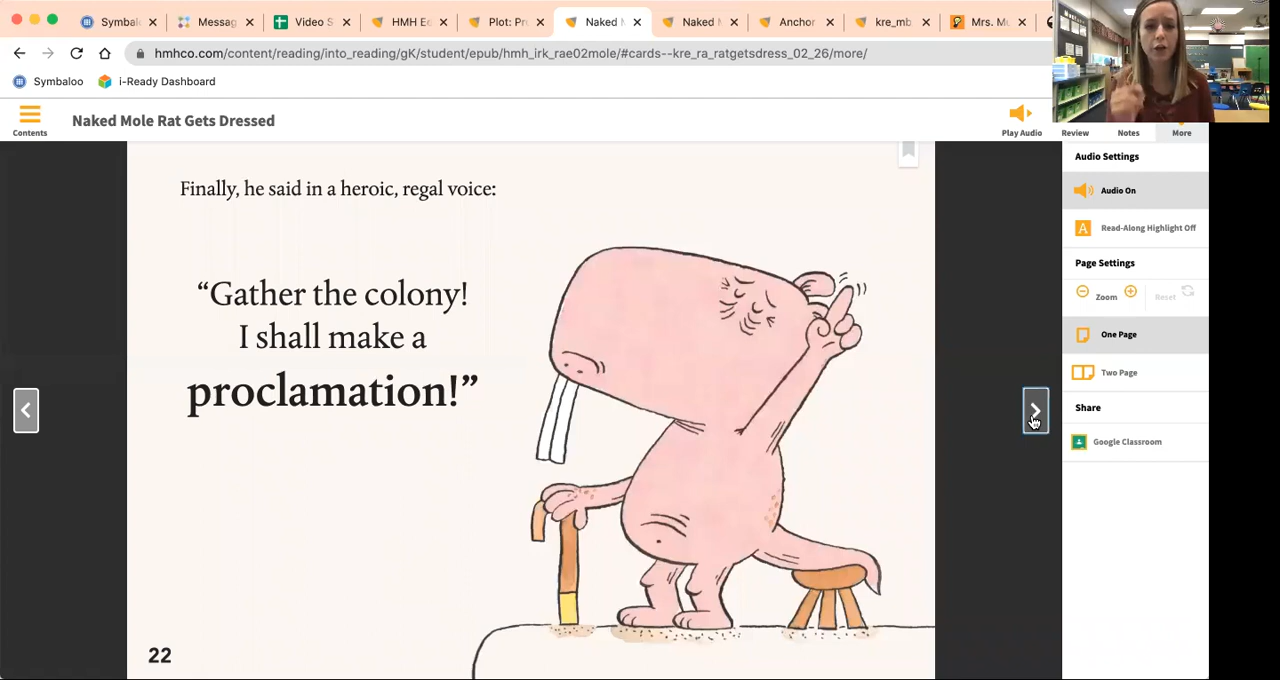 Symbal
Messag
Video S
HMH Ed
Plot: Pr
Naked M
Naked M
Anchor
kre_mb
Mrs. Mu
hmhco.com/content/reading/into_reading/gK/student/epub/hmh_irk_rae02mole/#cards--kre_ra_ratgetsdress_02_26/more/
Symbaloo
i-Ready Dashboard
Contents
Naked Mole Rat Gets Dressed
Play Audio
Review
Notes
More
Finally, he said in a heroic, regal voice:
“Gather the colony!
I shall make a
proclamation!”
22
Audio Settings
Audio On
A Read-Along Highlight Off
Page Settings
Zoom
Reset
One Page
Two Page
Share
Google Classroom